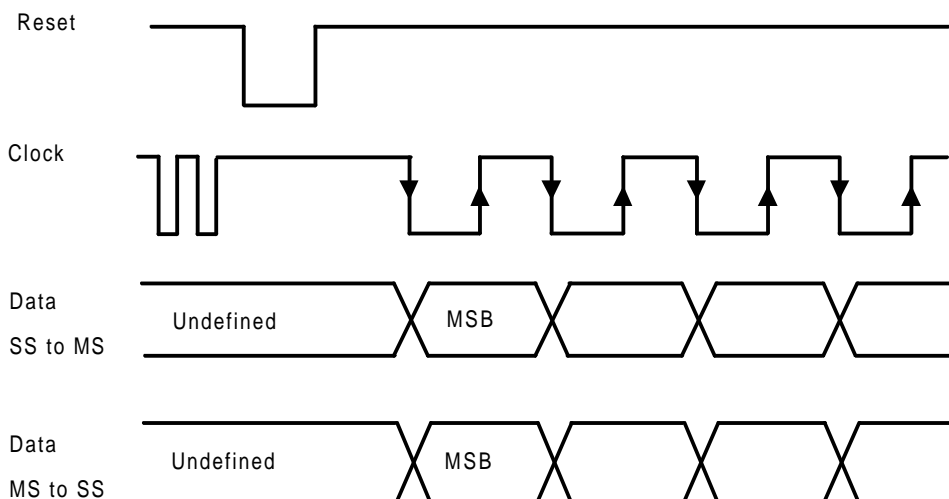 Reset
Clock
Data
SS to MS
Undefined
MSB
Data
MS to SS
Undefined
MSB